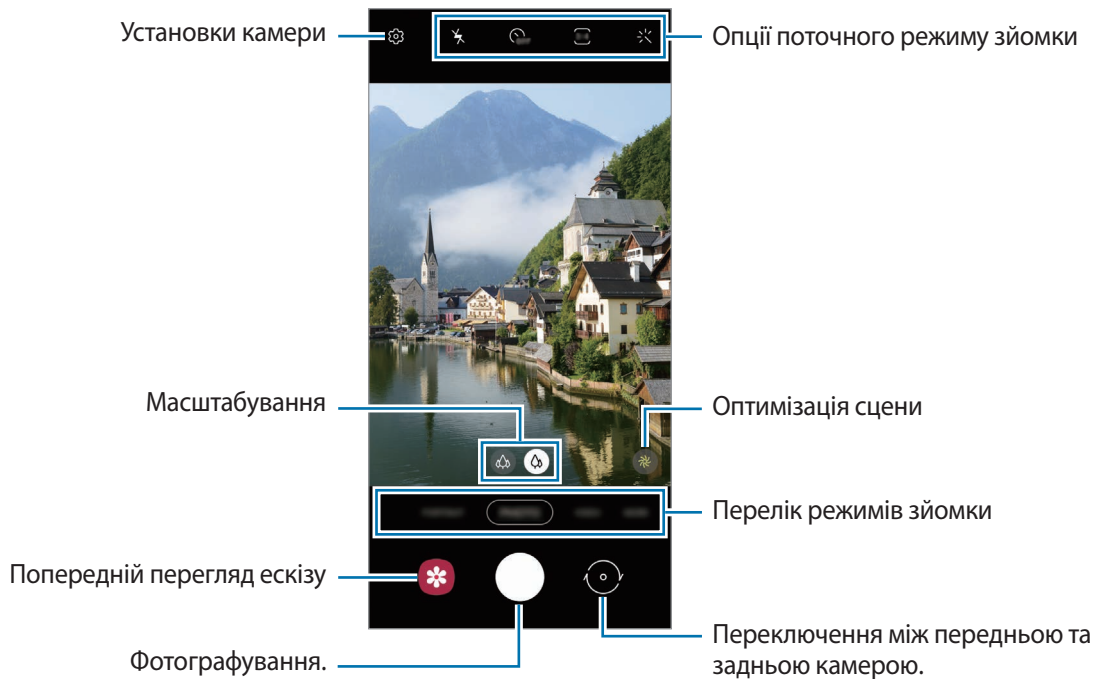 Установки камери
Опції поточного режиму зйомки
Масштабування
Оптимізація сцени
Перелік режимів зйомки
Попередній перегляд ескізу
Фотографування.
Переключення між передньою та
задньою камерою.